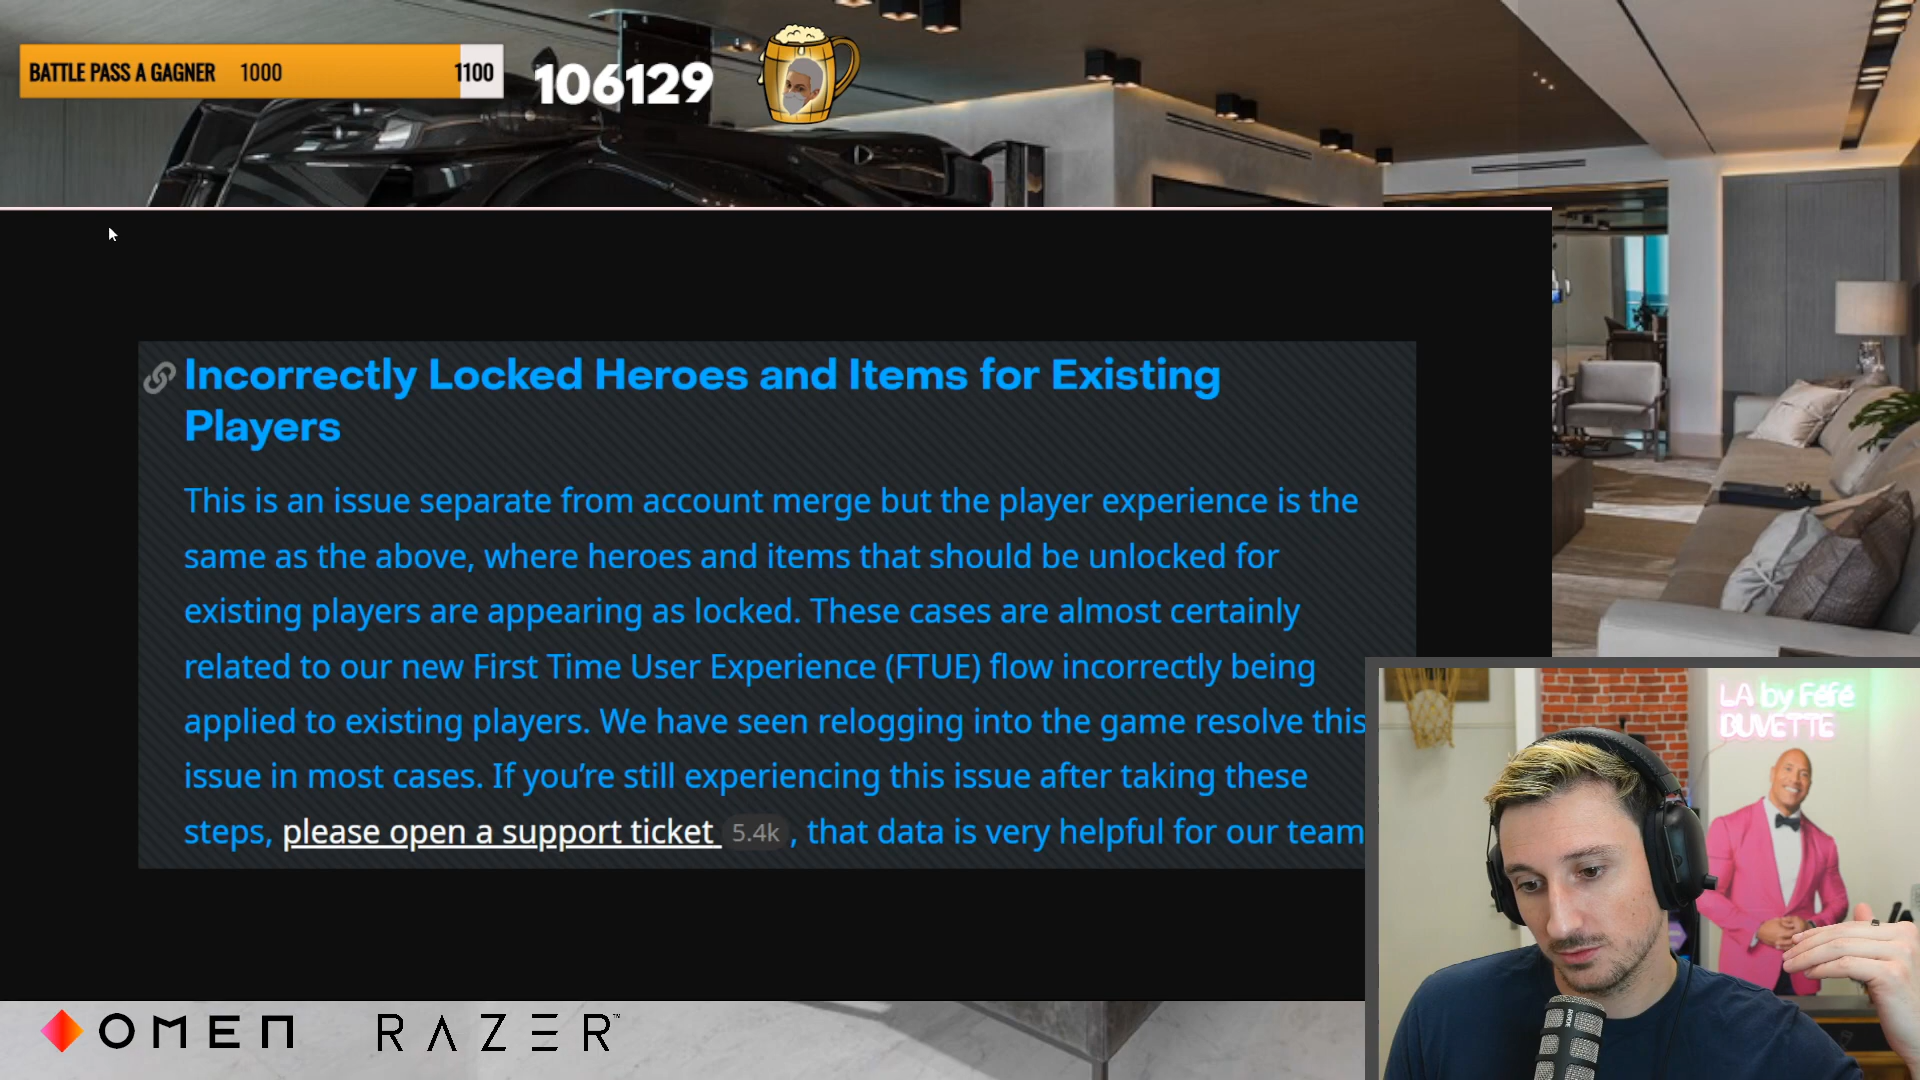 BATTLE PASS A GAGNER 1000 1100
106129
Incorrectly Locked Heroes and Items for Existing
Players
This is an issue separate from account merge but the player experience is the
same as the above, where heroes and items that should be unlocked for
existing players are appearing as locked. These cases are almost certainly
related to our new First Time User Experience (FTUE) flow incorrectly being
applied to existing players. We have seen relogging into the game resolve this
issue in most cases. If you’re still experiencing this issue after taking these
steps, please open a support ticket 5.4k , that data is very helpful for our team
LA by Féfé
BUVETTE
RODE
OMEN RAZER™